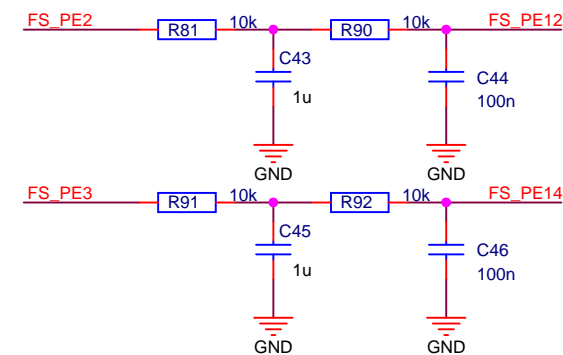 FS_PE2 R81 10k R90 10k FS_PE12
C43
1u
C44
100n
GND GND
FS_PE3 R91 10k R92 10k FS_PE14
C45
1u
C46
100n
GND GND